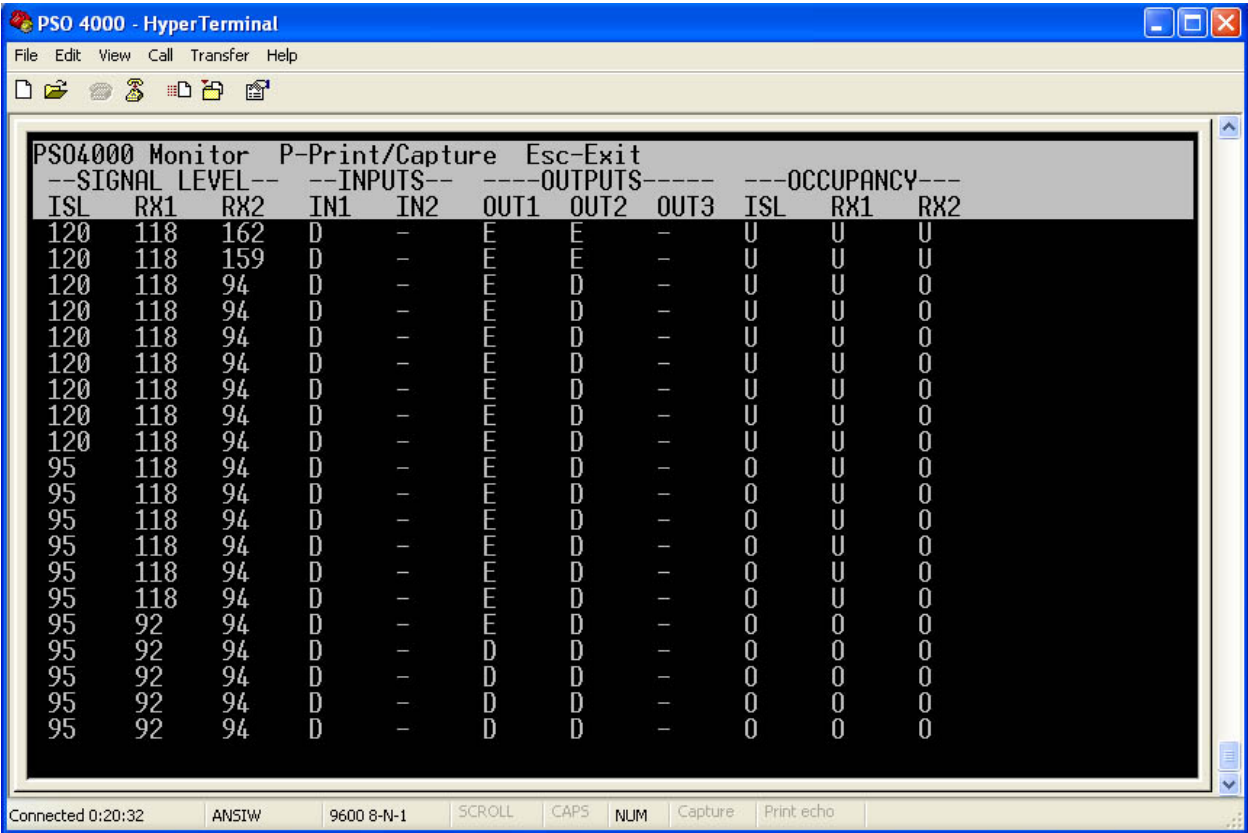 PSO 4000 - HyperTerminal
File Edit View Call Transfer Help
PSO4000 Monitor P-Print/Capture Esc-Exit
--SIGNAL LEVEL-- --INPUTS-- ----OUTPUTS----- ---OCCUPANCY---
ISL RX1 RX2 IN1 IN2 OUT1 OUT2 OUT3 ISL RX1 RX2
120 118 162 D - E E - U U U
120 118 159 D - E E - U U U
120 118 94 D - E D - U U O
120 118 94 D - E D - U U O
120 118 94 D - E D - U U O
120 118 94 D - E D - U U O
120 118 94 D - E D - U U O
120 118 94 D - E D - U U O
120 118 94 D - E D - U U O
95 118 94 D - E D - O U O
95 118 94 D - E D - O U O
95 118 94 D - E D - O U O
95 118 94 D - E D - O U O
95 118 94 D - E D - O U O
95 118 94 D - E D - O U O
95 92 94 D - E D - O O O
95 92 94 D - D D - O O O
95 92 94 D - D D - O O O
95 92 94 D - D D - O O O
95 92 94 D - D D - O O O
Connected 0:20:32 ANSIW 9600 8-N-1 SCROLL CAPS NUM Capture Print echo